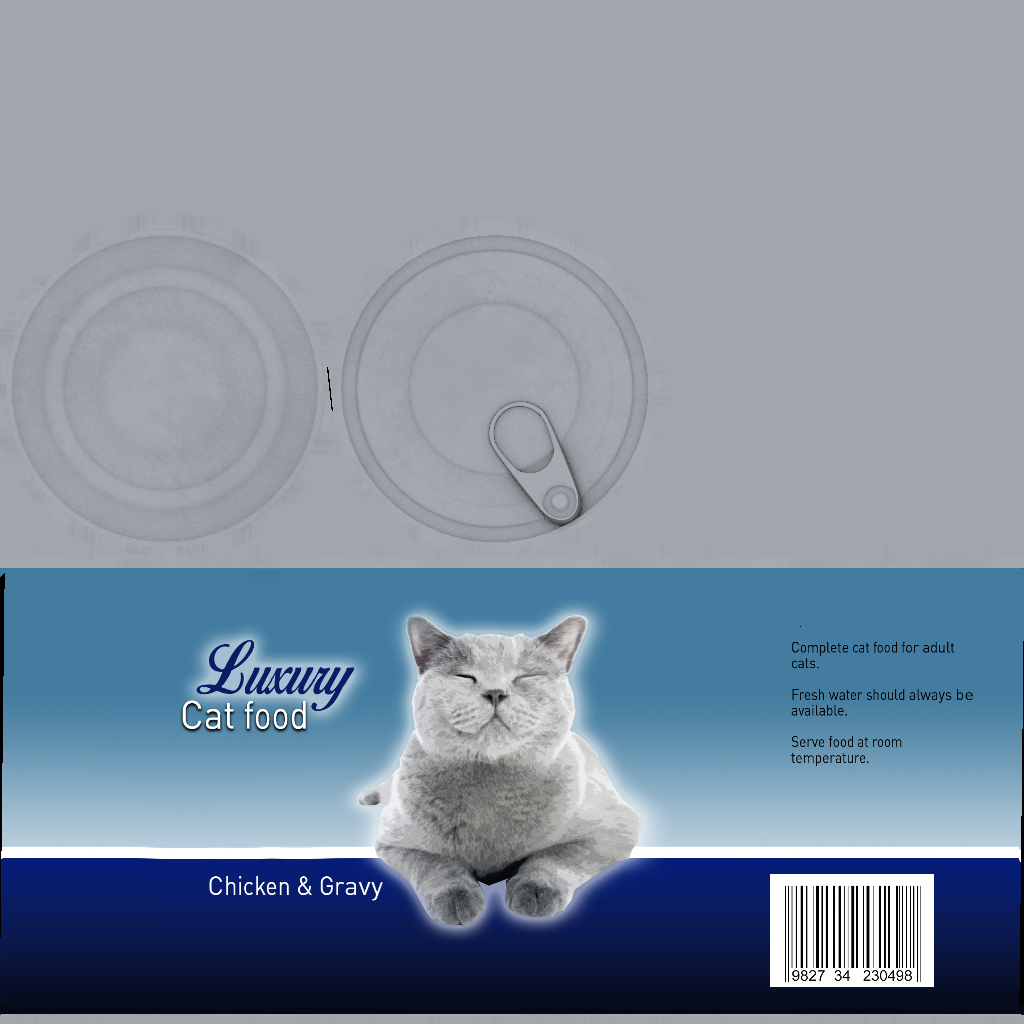 Luxury
Cat food
Complete cat food for adult
cats.
Fresh water should always be
available.
Serve food at room
temperature.
Chicken & Gravy
9827 34 230498